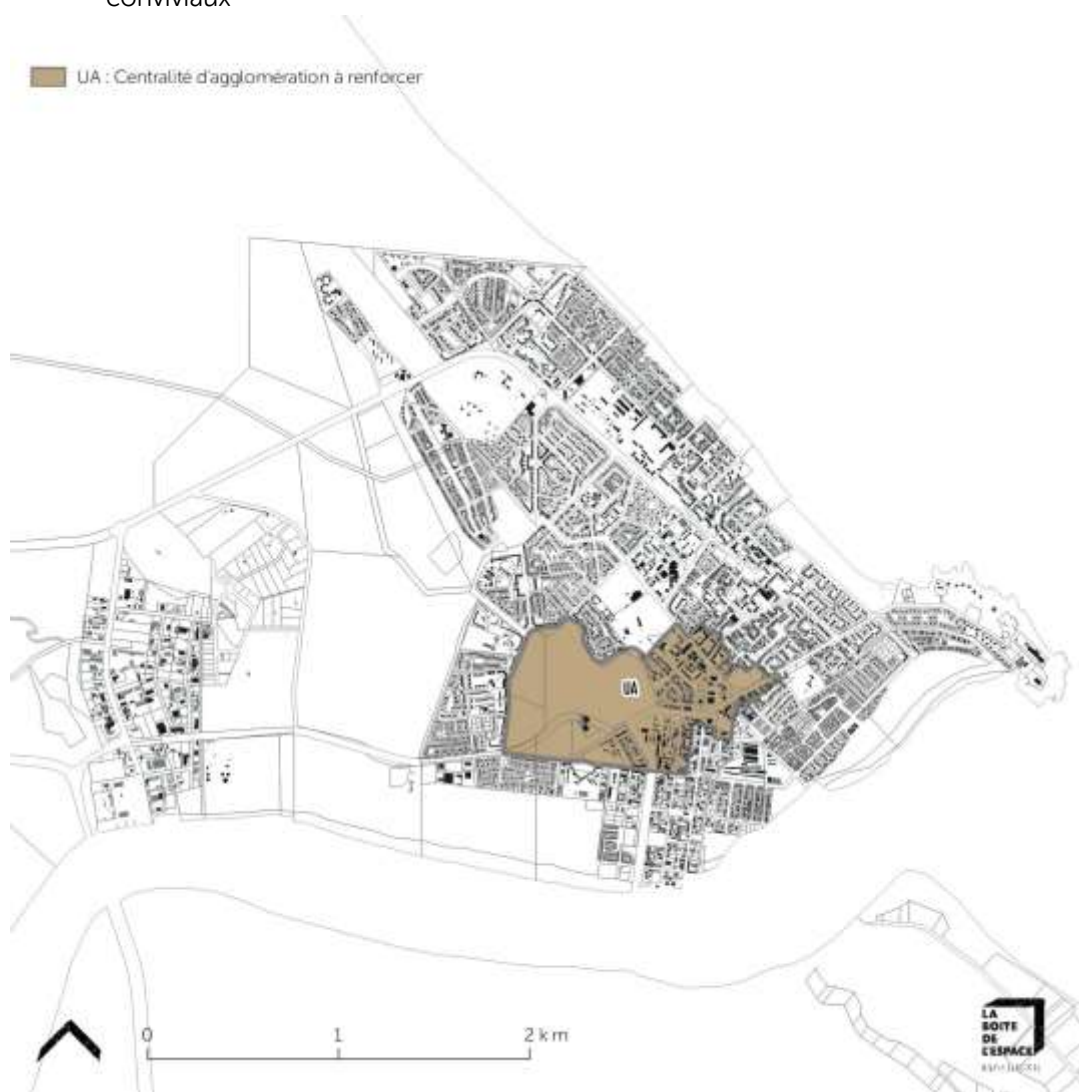 conviviaux
UA : Centralité d'agglomération à renforcer
UA
0 1 2 km
LA
BOITE
DE
L'ESPACE